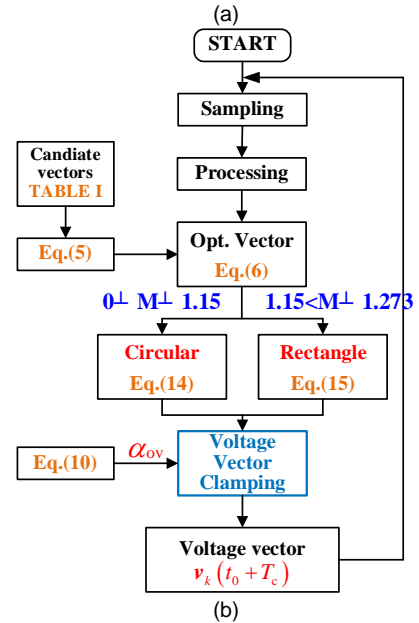 (a)
START
Sampling
Processing
Candiate
vectors
TABLE I
Eq.(5)
Opt. Vector
Eq.(6)
0⊥ M⊥ 1.15
1.15<M⊥ 1.273
Circular
Eq.(14)
Rectangle
Eq.(15)
Eq.(10)
αov
Voltage
Vector
Clamping
Voltage vector
vk(t0+Tc)
(b)